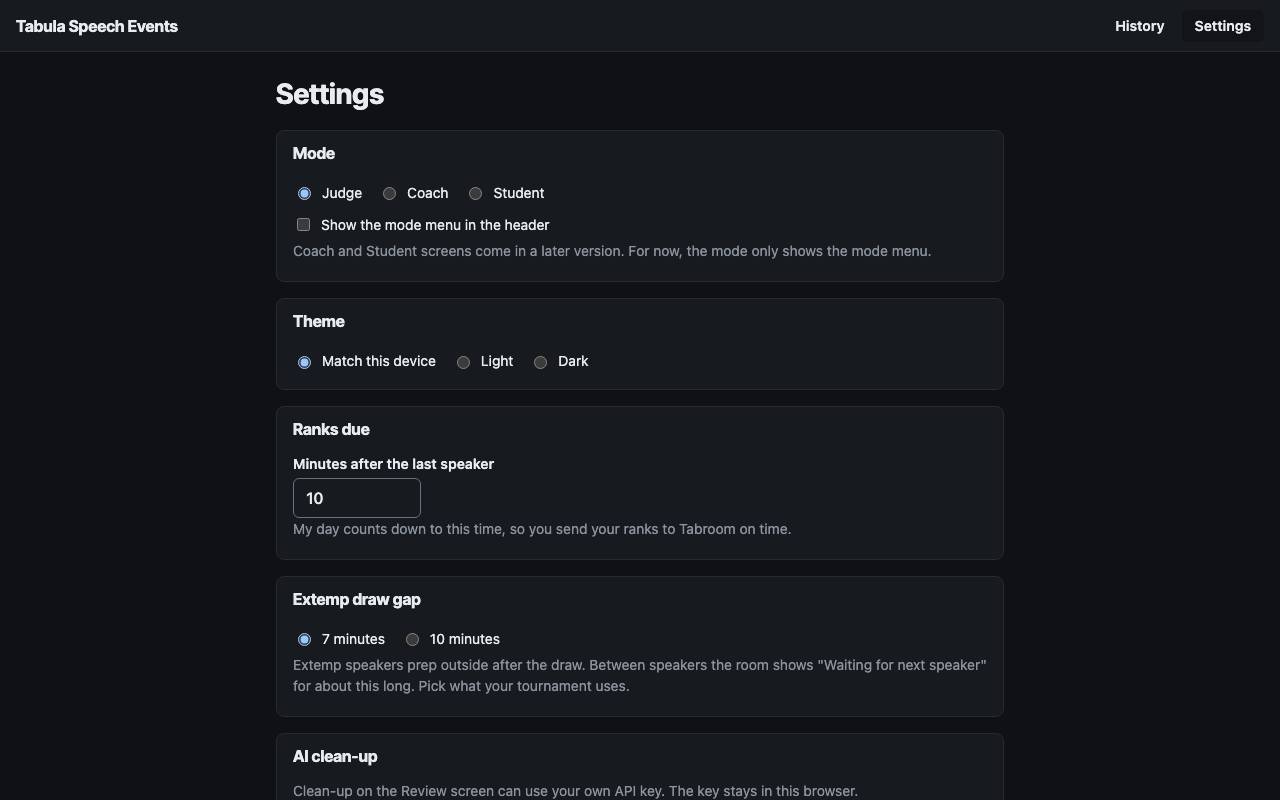 Tabula Speech Events
History
Settings
Settings
Mode
Judge
Coach
Student
Show the mode menu in the header
Coach and Student screens come in a later version. For now, the mode only shows the mode menu.
Theme
Match this device
Light
Dark
Ranks due
Minutes after the last speaker
10
My day counts down to this time, so you send your ranks to Tabroom on time.
Extemp draw gap
7 minutes
10 minutes
Extemp speakers prep outside after the draw. Between speakers the room shows "Waiting for next speaker"
for about this long. Pick what your tournament uses.
AI clean-up
Clean-up on the Review screen can use your own API key. The key stays in this browser.